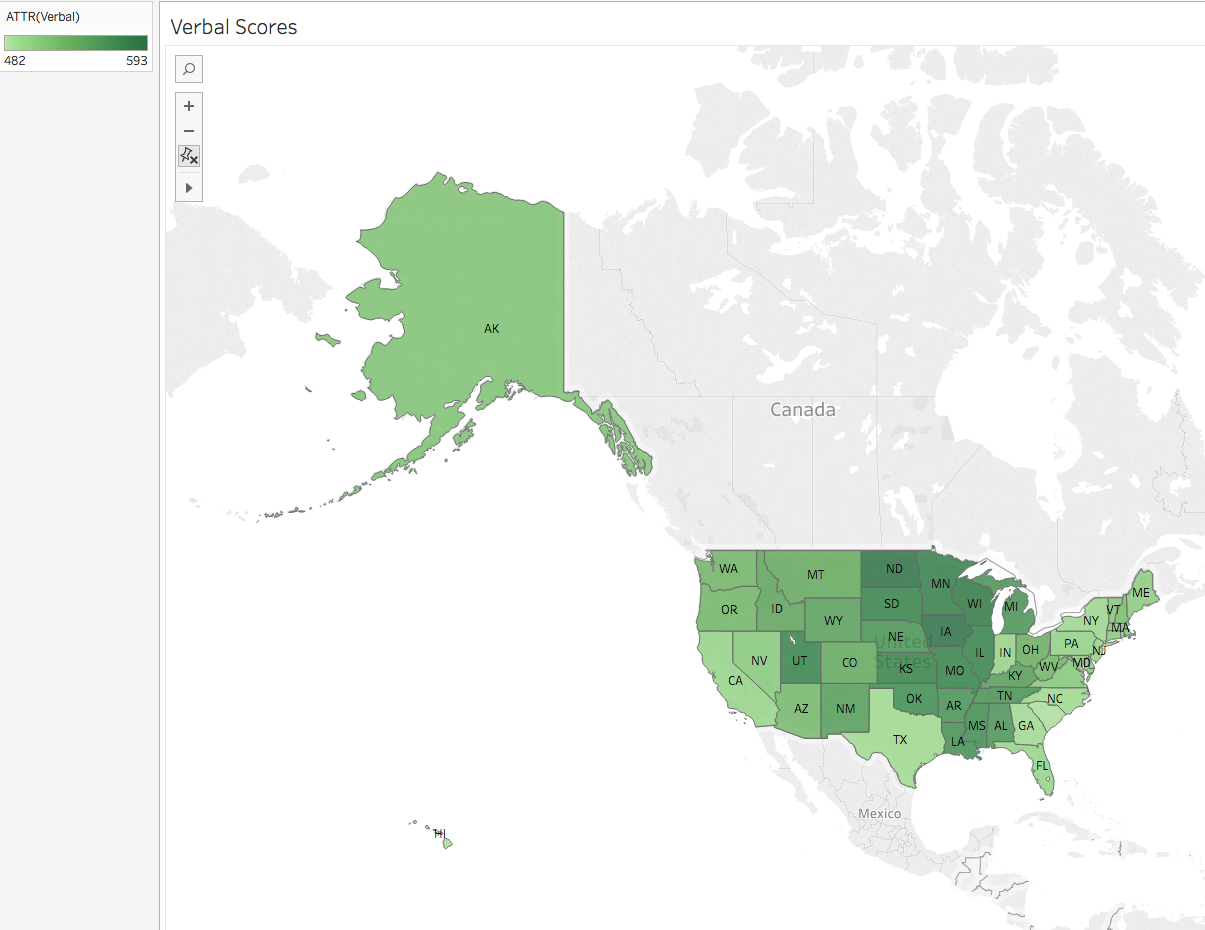 ATTR(Verbal)
482 593
Verbal Scores
AK
Canada
WA MT ND MN
OR ID WY SD WI MI ME
NY VT
NV UT CO NE IA IL IN OH PA MA
United
States
CA KS MO KY WV MD NJ
AZ NM OK AR TN NC
TX LA MS AL GA
FL
Mexico
HI